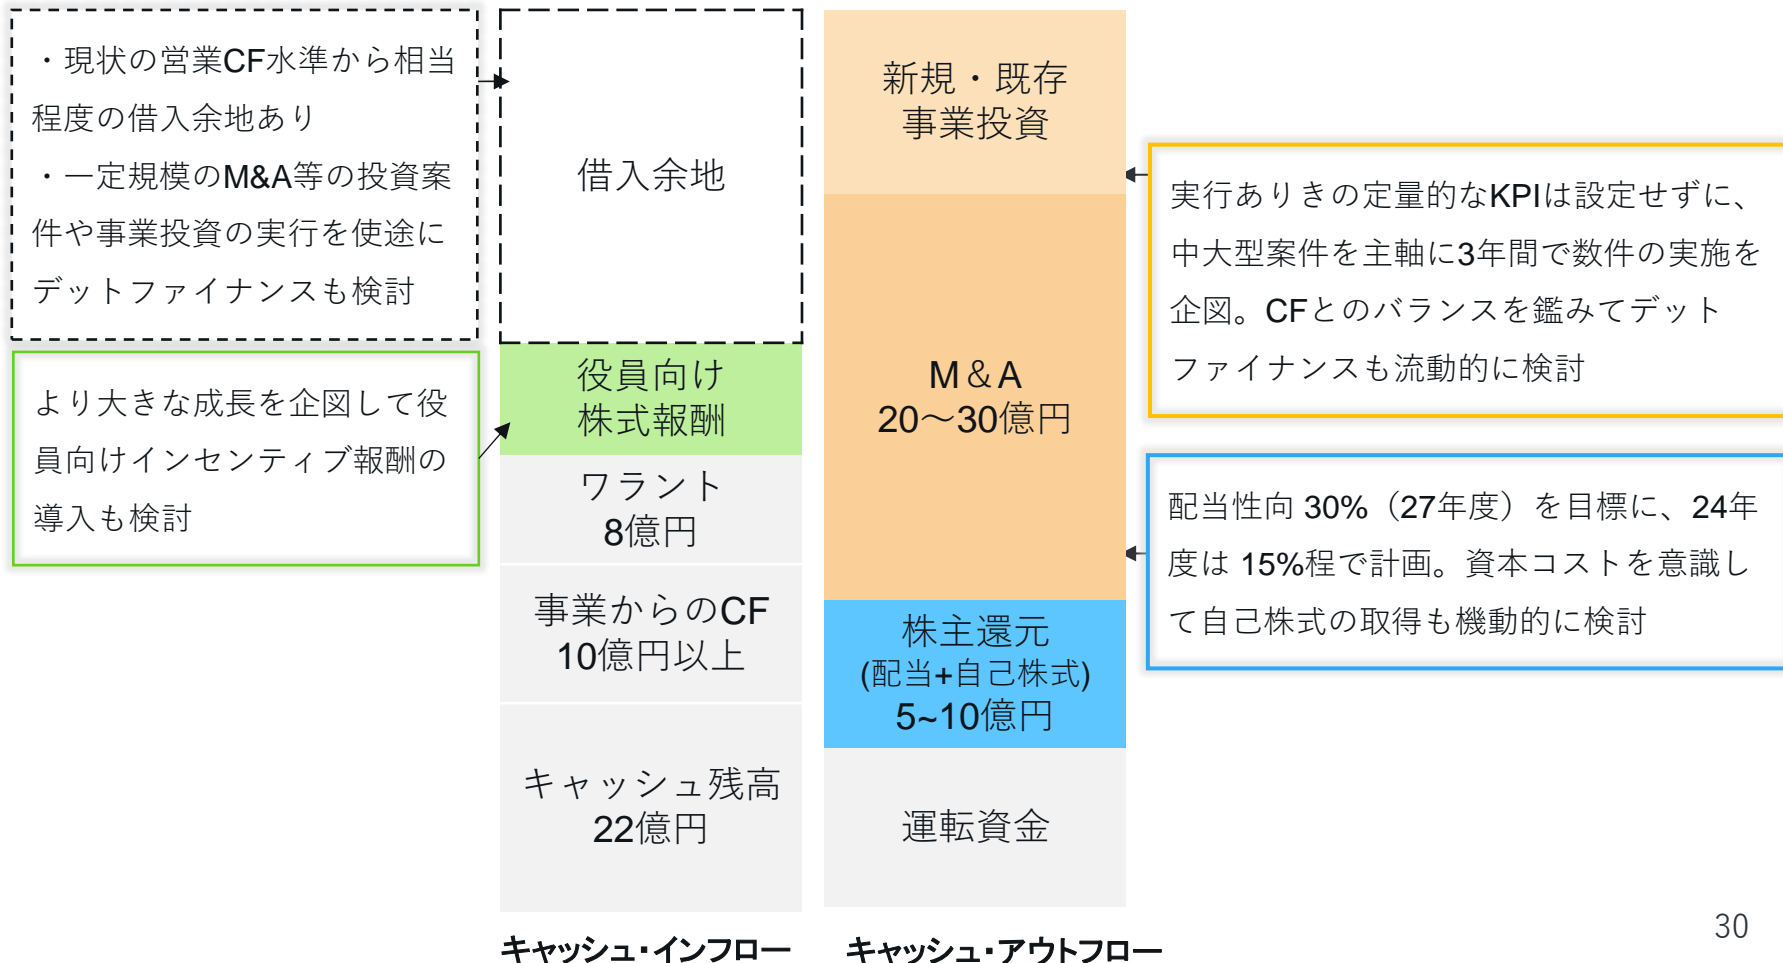 ・現状の営業CF水準から相当
程度の借入余地あり
・一定規模のM&A等の投資案
件や事業投資の実行を使途に
デットファイナンスも検討
より大きな成長を企図して役
員向けインセンティブ報酬の
導入も検討
借入余地
役員向け
株式報酬
ワラント
8億円
事業からのCF
10億円以上
キャッシュ残高
22億円
キャッシュ・インフロー
新規・既存
事業投資
M＆A
20～30億円
株主還元
(配当+自己株式)
5~10億円
運転資金
キャッシュ・アウトフロー
実行ありきの定量的なKPIは設定せずに、
中大型案件を主軸に3年間で数件の実施を
企図。CFとのバランスを鑑みてデット
ファイナンスも流動的に検討
配当性向 30%（27年度）を目標に、24年
度は 15%程で計画。資本コストを意識し
て自己株式の取得も機動的に検討
30